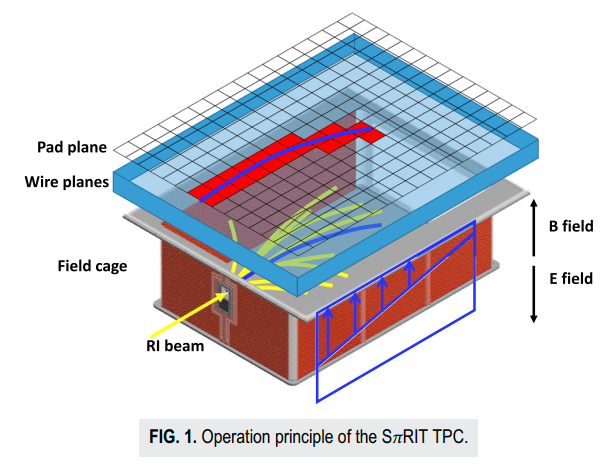 Pad plane
Wire planes
B field
Field cage
E field
RI beam
FIG. 1. Operation principle of the SπRIT TPC.